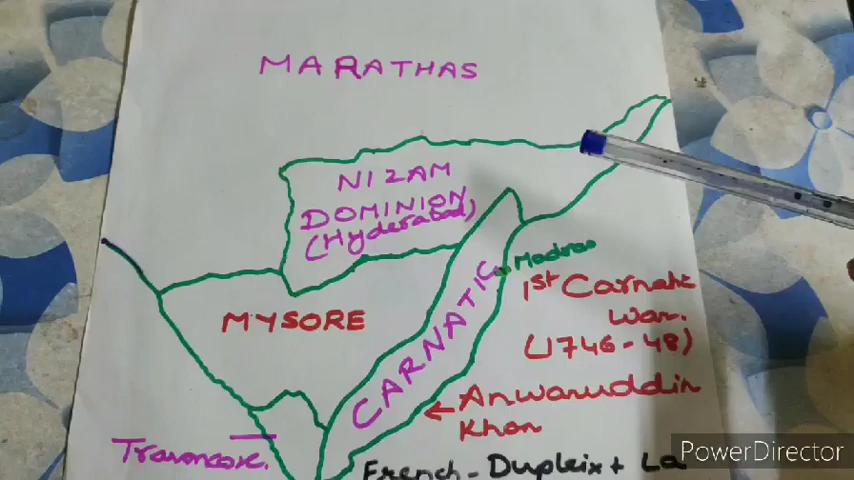 MARATHAS
NIZAM
DOMINION
(Hyderabad)
Madras
1st Carnatic
War.
(1746-48)
MYSORE
CARNATIC
Anwaruddin
Khan
Travancore.
French - Dupleix + La
PowerDirector